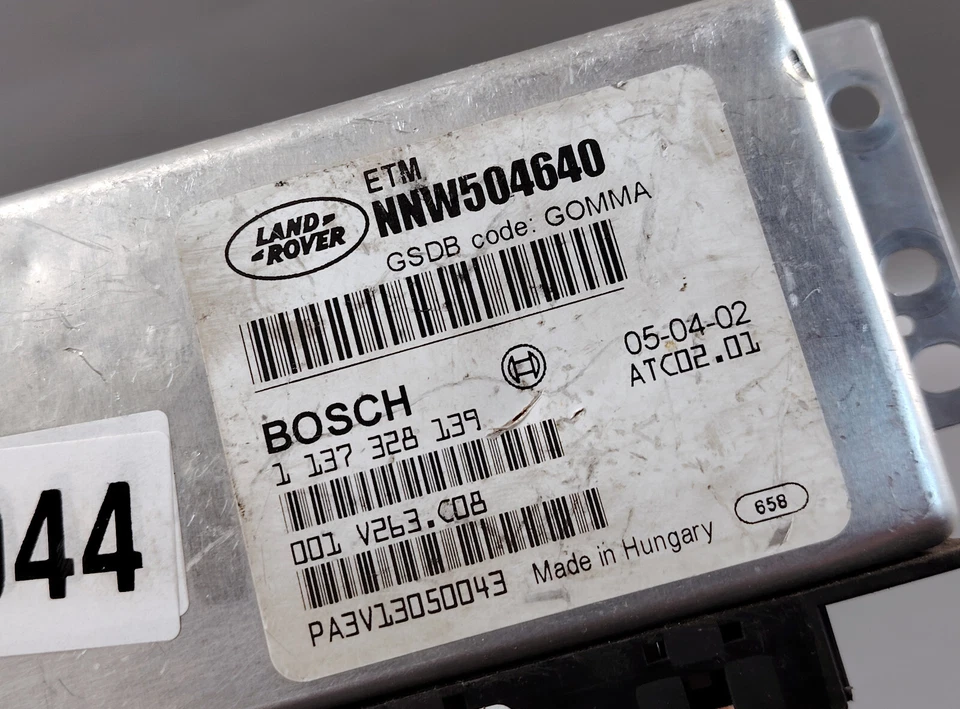 ETM
NNW504640
LAND-
-ROVER
GSDB code: GOMMA
BOSCH
05-04-02
ATC02.01
1 137 328 139
001 V263.C08
PA3V13050043
Made in Hungary
658
44